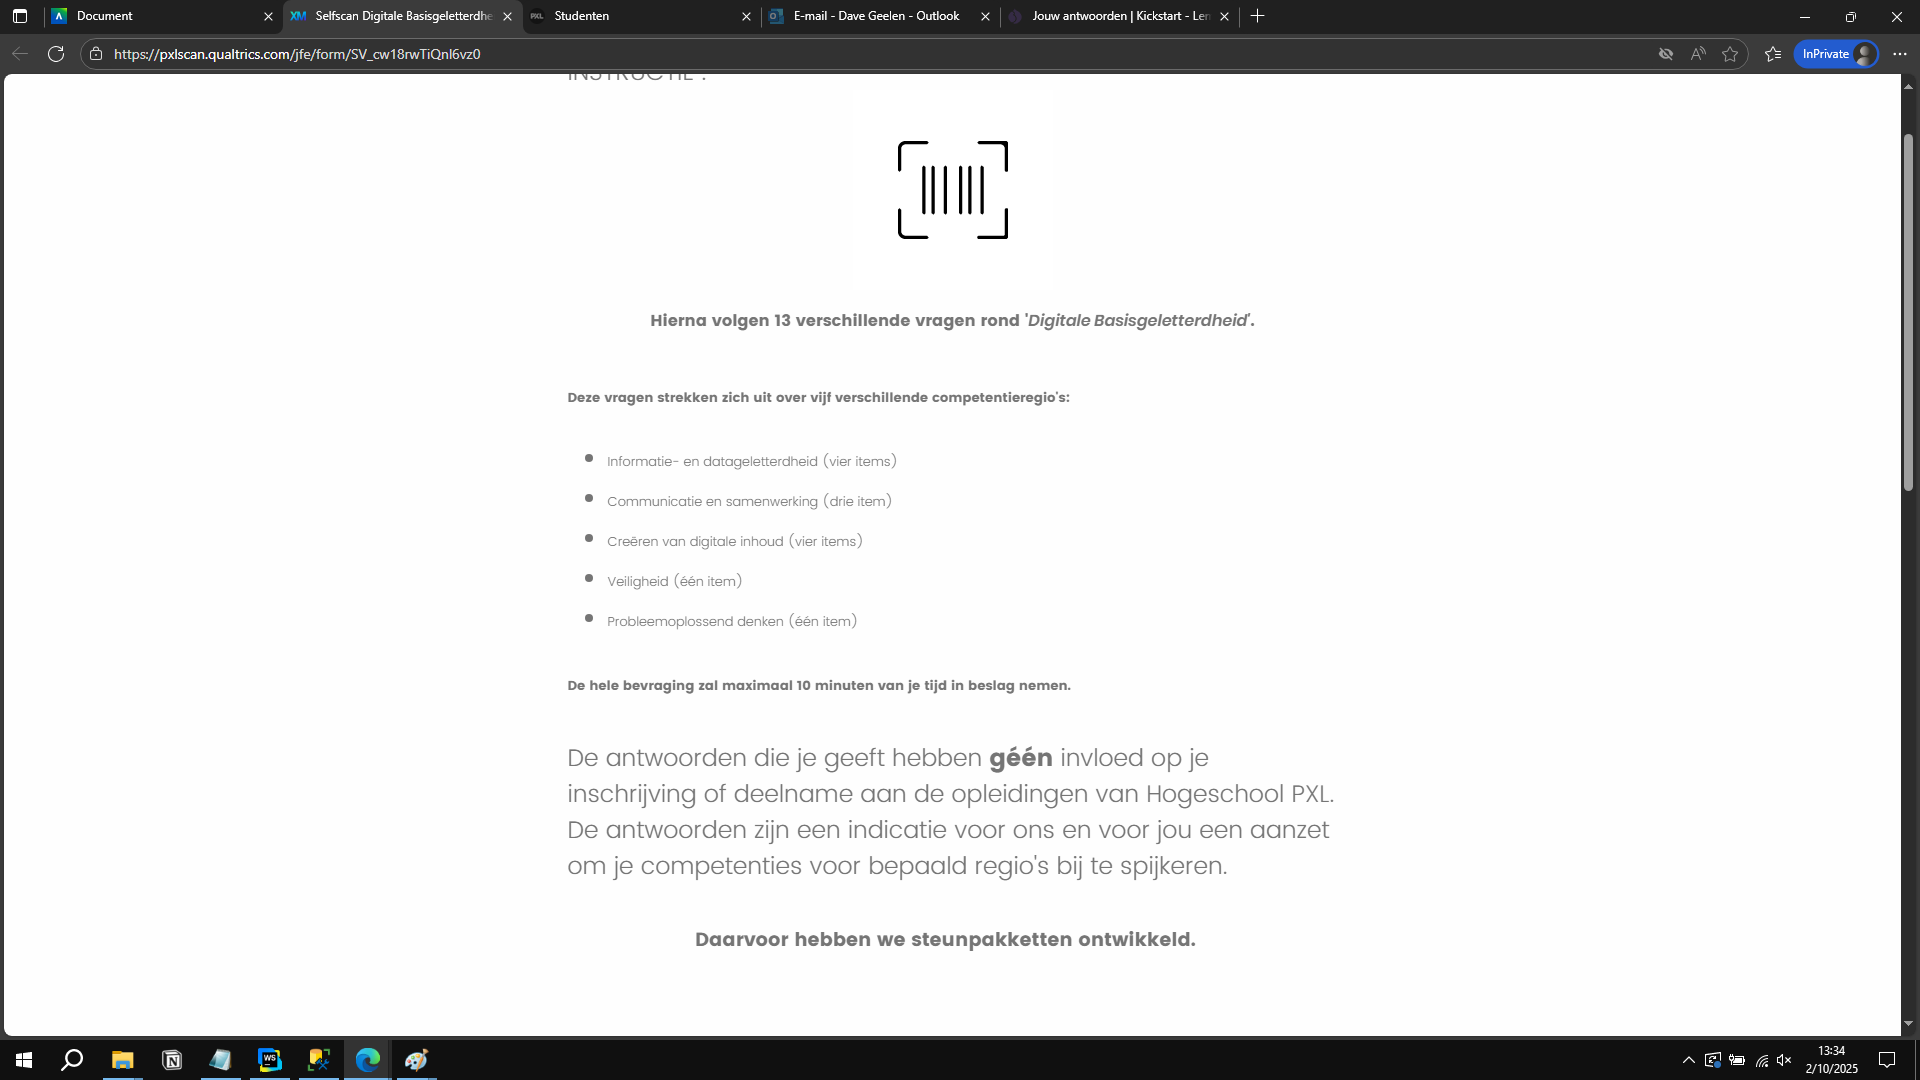 Document
Selfscan Digitale Basisgeletterdhe
PXL
Studenten
E-mail - Dave Geelen - Outlook
Jouw antwoorden | Kickstart - Ler
https://pxlscan.qualtrics.com/jfe/form/SV_cw18rwTiQnl6vz0
InPrivate
INSTRUCTIE :
Hierna volgen 13 verschillende vragen rond 'Digitale Basisgeletterdheid'.
Deze vragen strekken zich uit over vijf verschillende competentieregio's:
Informatie- en datageletterdheid (vier items)
Communicatie en samenwerking (drie item)
Creëren van digitale inhoud (vier items)
Veiligheid (één item)
Probleemoplossend denken (één item)
De hele bevraging zal maximaal 10 minuten van je tijd in beslag nemen.
De antwoorden die je geeft hebben géén invloed op je
inschrijving of deelname aan de opleidingen van Hogeschool PXL.
De antwoorden zijn een indicatie voor ons en voor jou een aanzet
om je competenties voor bepaald regio's bij te spijkeren.
Daarvoor hebben we steunpakketten ontwikkeld.
WS
13:34
2/10/2025